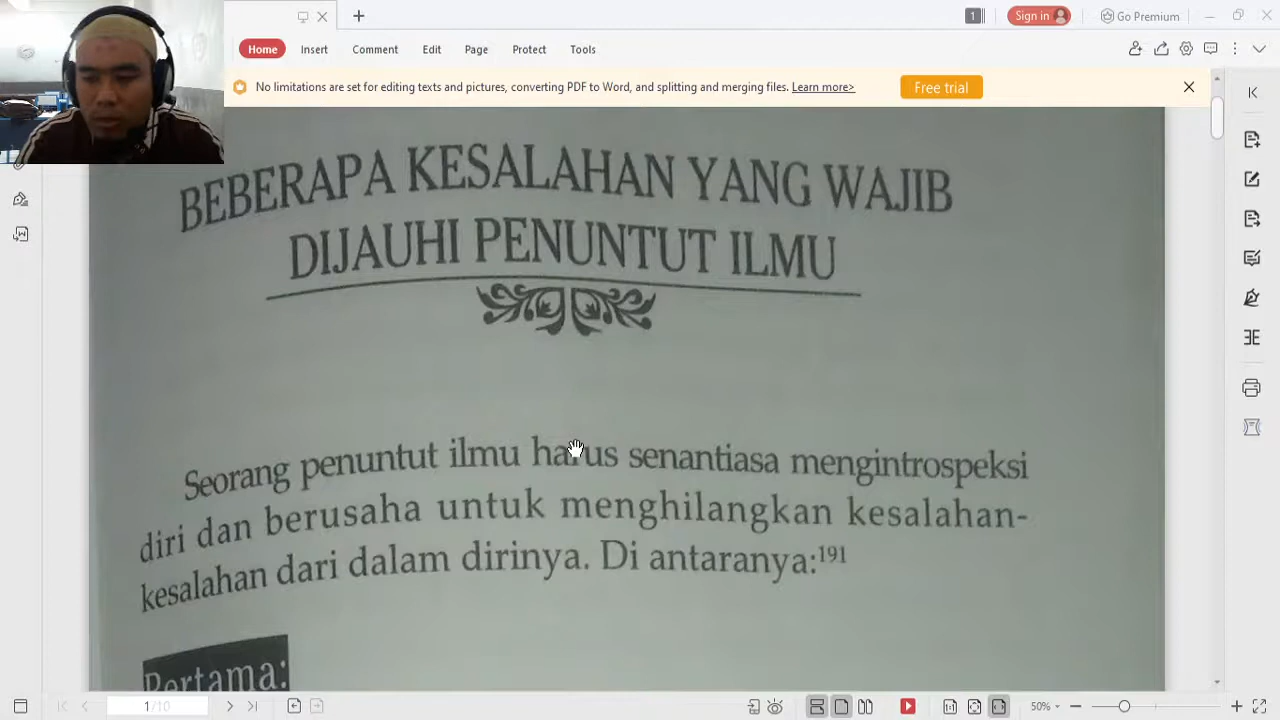 1
Sign in
Go Premium
Home
Insert
Comment
Edit
Page
Protect
Tools
No limitations are set for editing texts and pictures, converting PDF to Word, and splitting and merging files. Learn more>
Free trial
BEBERAPA KESALAHAN YANG WAJIB
DIJAUHI PENUNTUT ILMU
Seorang penuntut ilmu harus senantiasa mengintrospeksi
diri dan berusaha untuk menghilangkan kesalahan-
kesalahan dari dalam dirinya. Di antaranya:191
Pertama:
1/10
50%